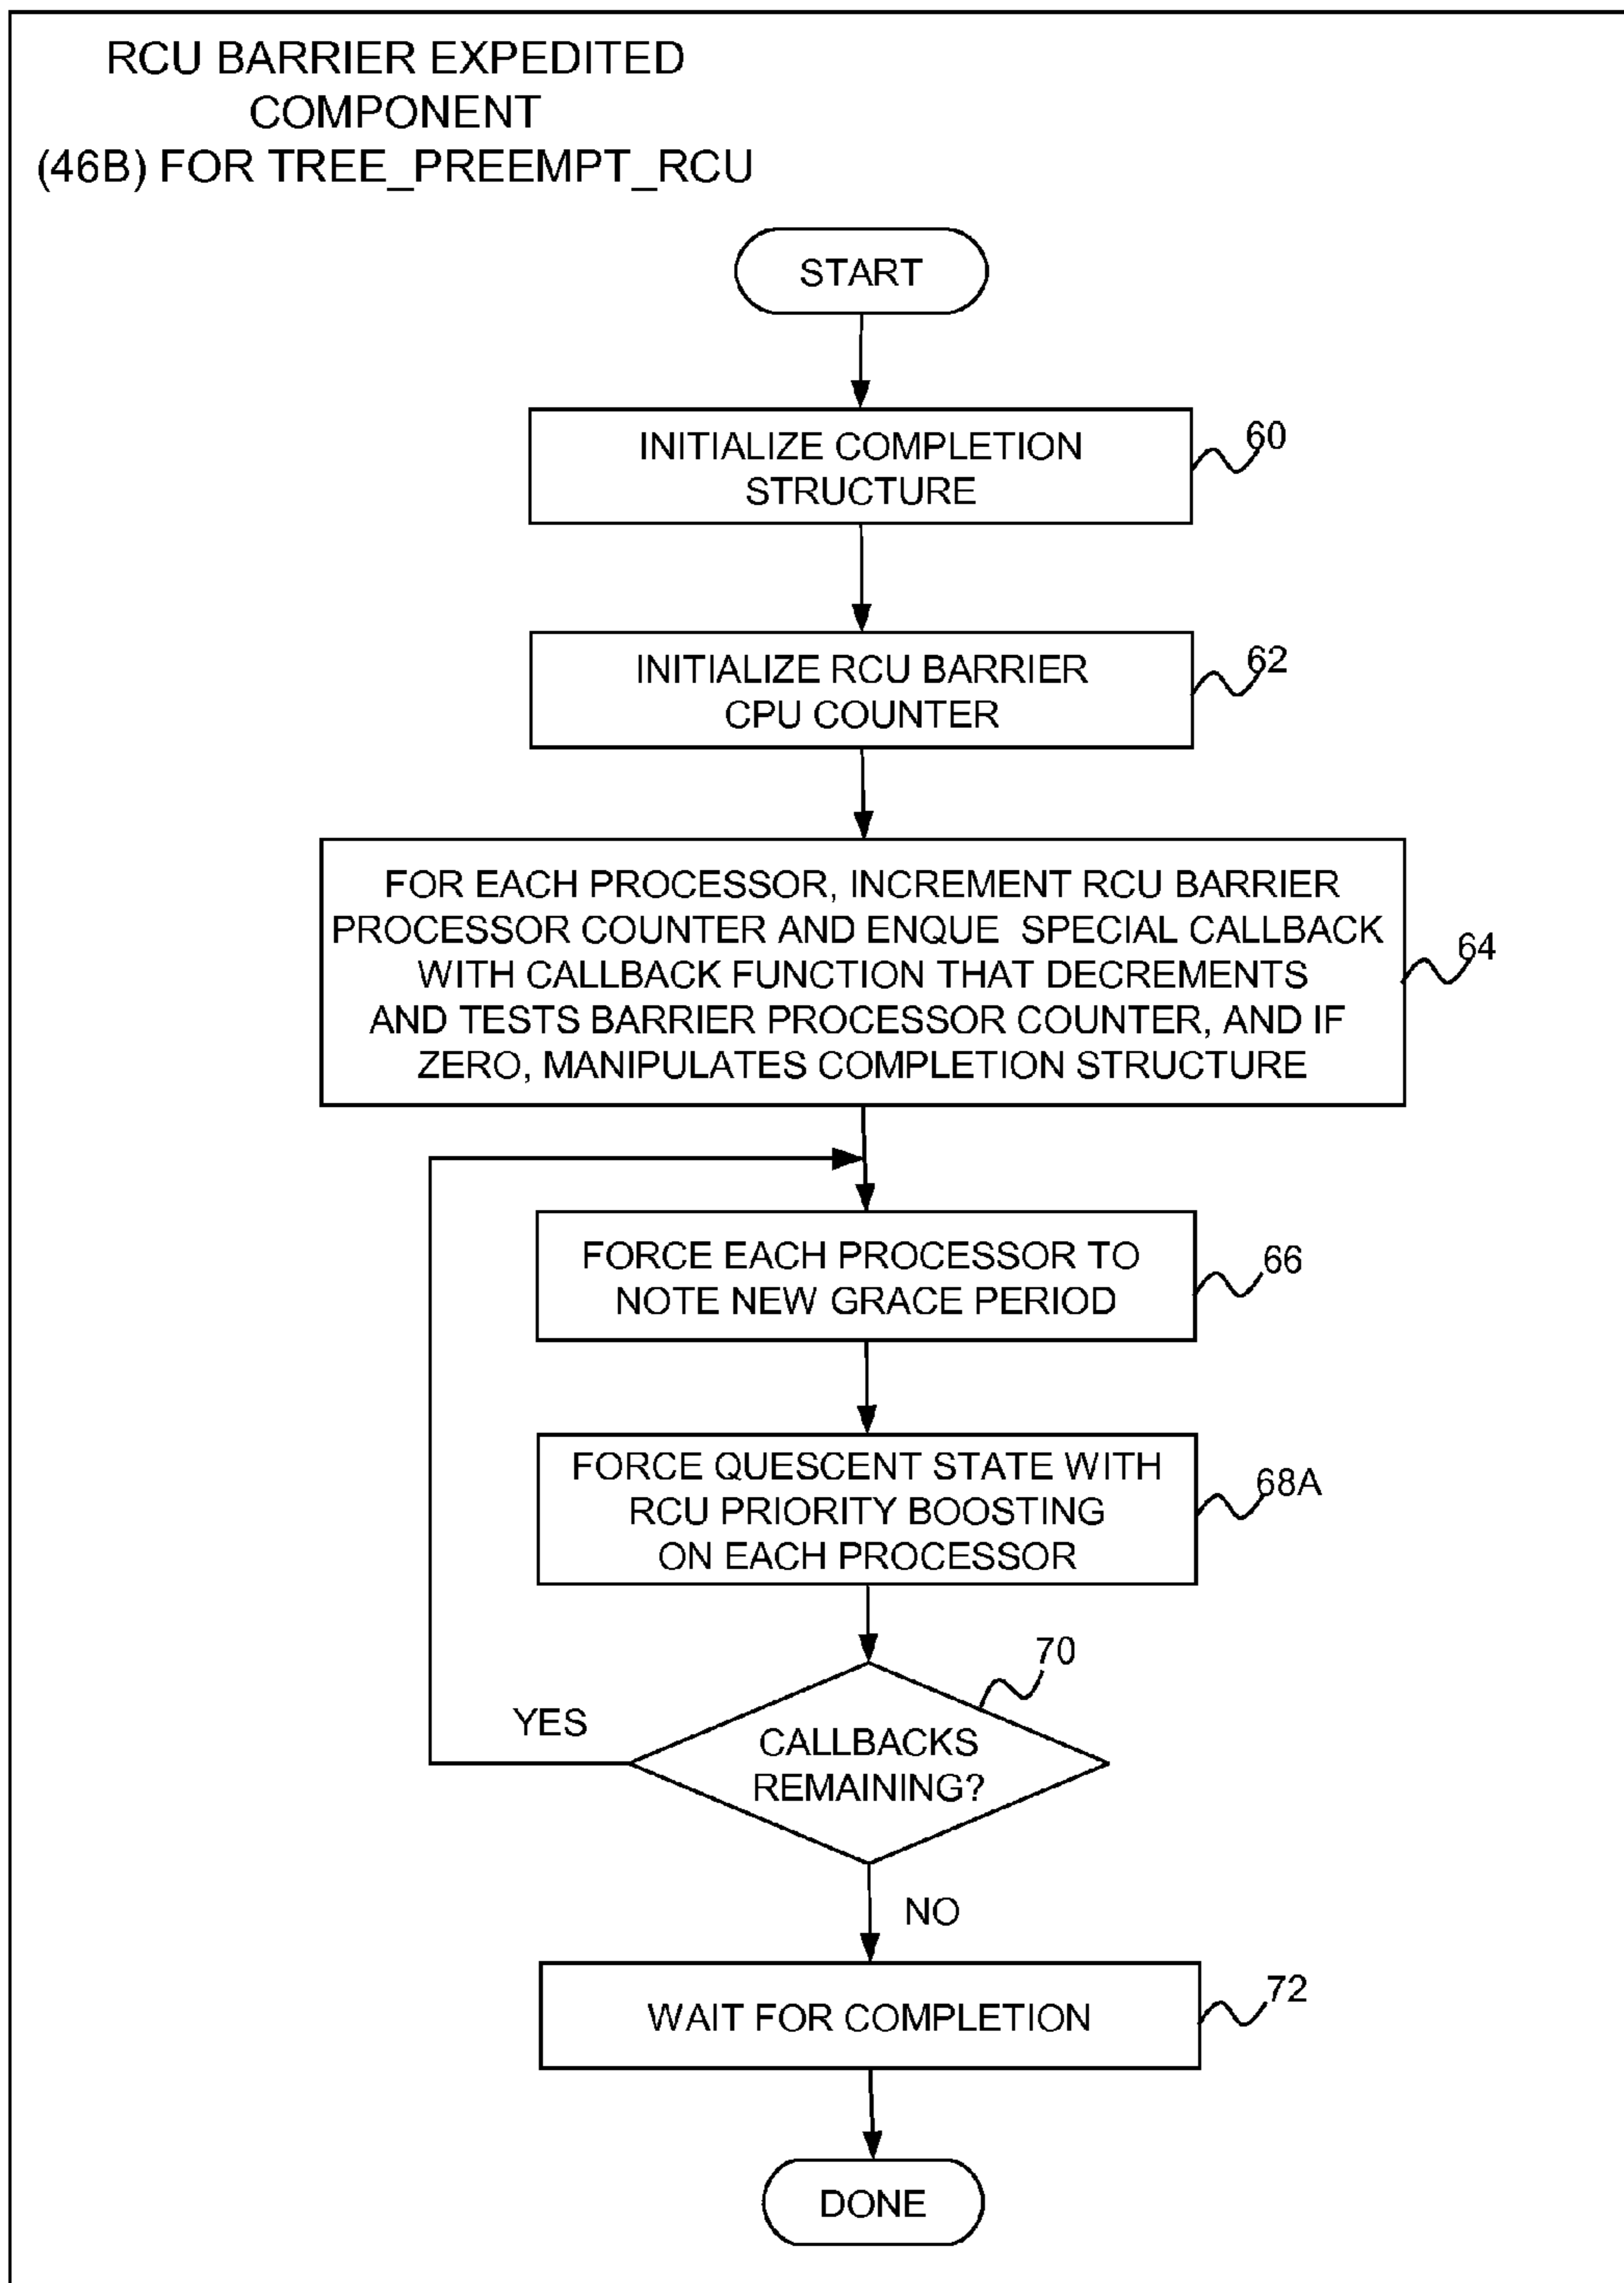 RCU BARRIER EXPEDITED
COMPONENT
(46B) FOR TREE_PREEMPT_RCU
START
INITIALIZE COMPLETION
STRUCTURE
60
INITIALIZE RCU BARRIER
CPU COUNTER
62
FOR EACH PROCESSOR, INCREMENT RCU BARRIER
PROCESSOR COUNTER AND ENQUE SPECIAL CALLBACK
WITH CALLBACK FUNCTION THAT DECREMENTS
AND TESTS BARRIER PROCESSOR COUNTER, AND IF
ZERO, MANIPULATES COMPLETION STRUCTURE
64
FORCE EACH PROCESSOR TO
NOTE NEW GRACE PERIOD
66
FORCE QUESCENT STATE WITH
RCU PRIORITY BOOSTING
ON EACH PROCESSOR
68A
70
YES
CALLBACKS
REMAINING?
NO
WAIT FOR COMPLETION
72
DONE